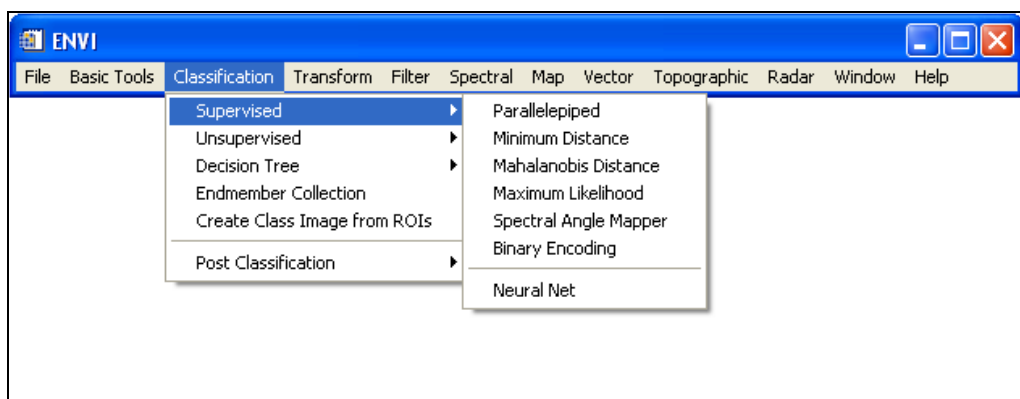 ENVI
File Basic Tools Classification Transform Filter Spectral Map Vector Topographic Radar Window Help
Supervised
Unsupervised
Decision Tree
Endmember Collection
Create Class Image from ROIs
Post Classification
Parallelepiped
Minimum Distance
Mahalanobis Distance
Maximum Likelihood
Spectral Angle Mapper
Binary Encoding
Neural Net